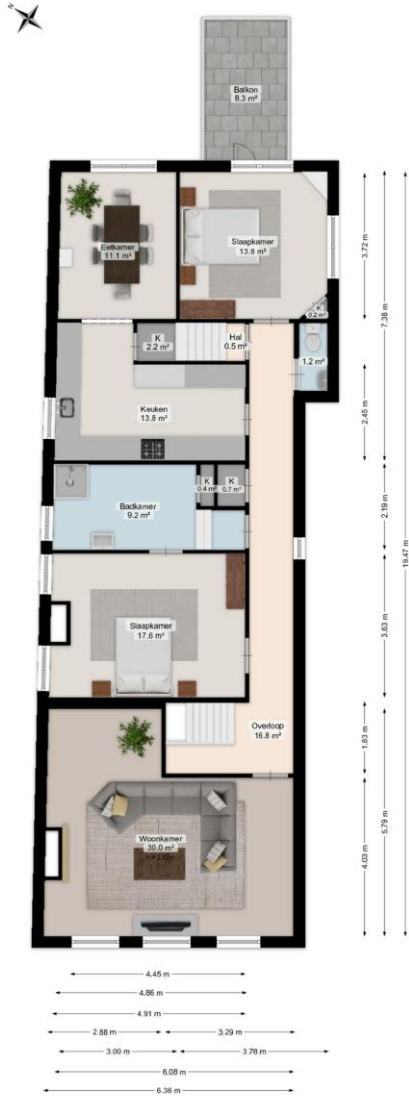 N
Balkon
8.3 m²
Eetkamer
11.1 m²
Slaapkamer
13.8 m²
K
0.2 m²
K
2.2 m²
Hal
0.5 m²
1.2 m²
Keuken
13.8 m²
K
0.4 m²
K
0.7 m²
Badkamer
9.2 m²
Slaapkamer
17.6 m²
Overloop
16.8 m²
Woonkamer
30.0 m²
3.72 m
7.38 m
2.45 m
2.19 m
19.47 m
3.63 m
1.83 m
5.79 m
4.03 m
4.45 m
4.86 m
4.91 m
2.88 m
3.29 m
3.00 m
3.78 m
6.08 m
6.36 m